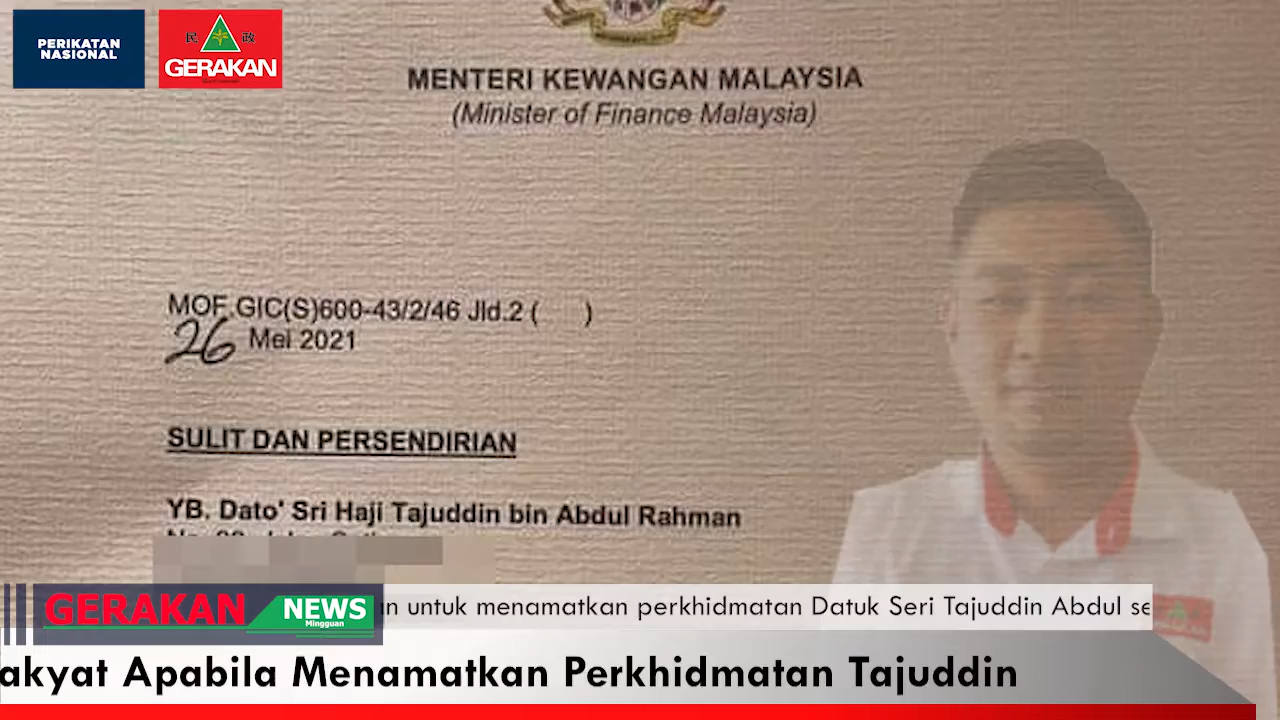 PERIKATAN
NASIONAL
民 政
GERAKAN
MENTERI KEWANGAN MALAYSIA
(Minister of Finance Malaysia)
MOF.GIC(S)600-43/2/46 Jld.2 ( )
26 Mei 2021
SULIT DAN PERSENDIRIAN
YB. Dato' Sri Haji Tajuddin bin Abdul Rahman
GERAKAN NEWS
Mingguan
untuk menamatkan perkhidmatan Datuk Seri Tajuddin Abdul se
akyat Apabila Menamatkan Perkhidmatan Tajuddin